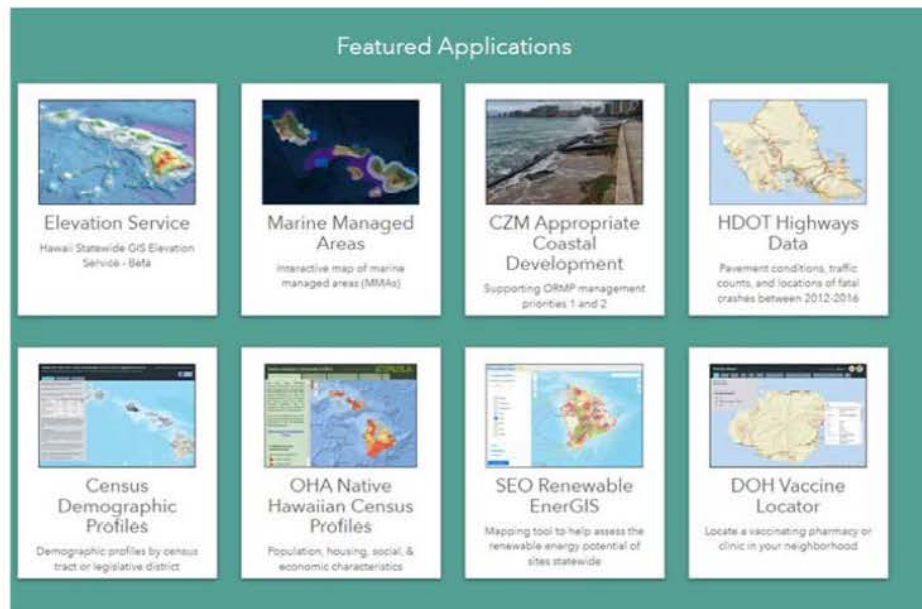 Featured Applications
Elevation Service
Hawaii Statewide GIS Elevation
Service - Beta
Marine Managed
Areas
Interactive map of marine
managed areas (MMAs)
CZM Appropriate
Coastal
Development
Supporting ORMP management
priorities 1 and 2
HDOT Highways
Data
Pavement conditions, traffic
counts, and locations of fatal
crashes between 2012-2016
Census
Demographic
Profiles
Demographic profiles by census
tract or legislative district
OHA Native
Hawaiian Census
Profiles
Population, housing, social, &
economic characteristics
SEO Renewable
EnerGIS
Mapping tool to help assess the
renewable energy potential of
sites statewide
DOH Vaccine
Locator
Locate a vaccinating pharmacy or
clinic in your neighborhood